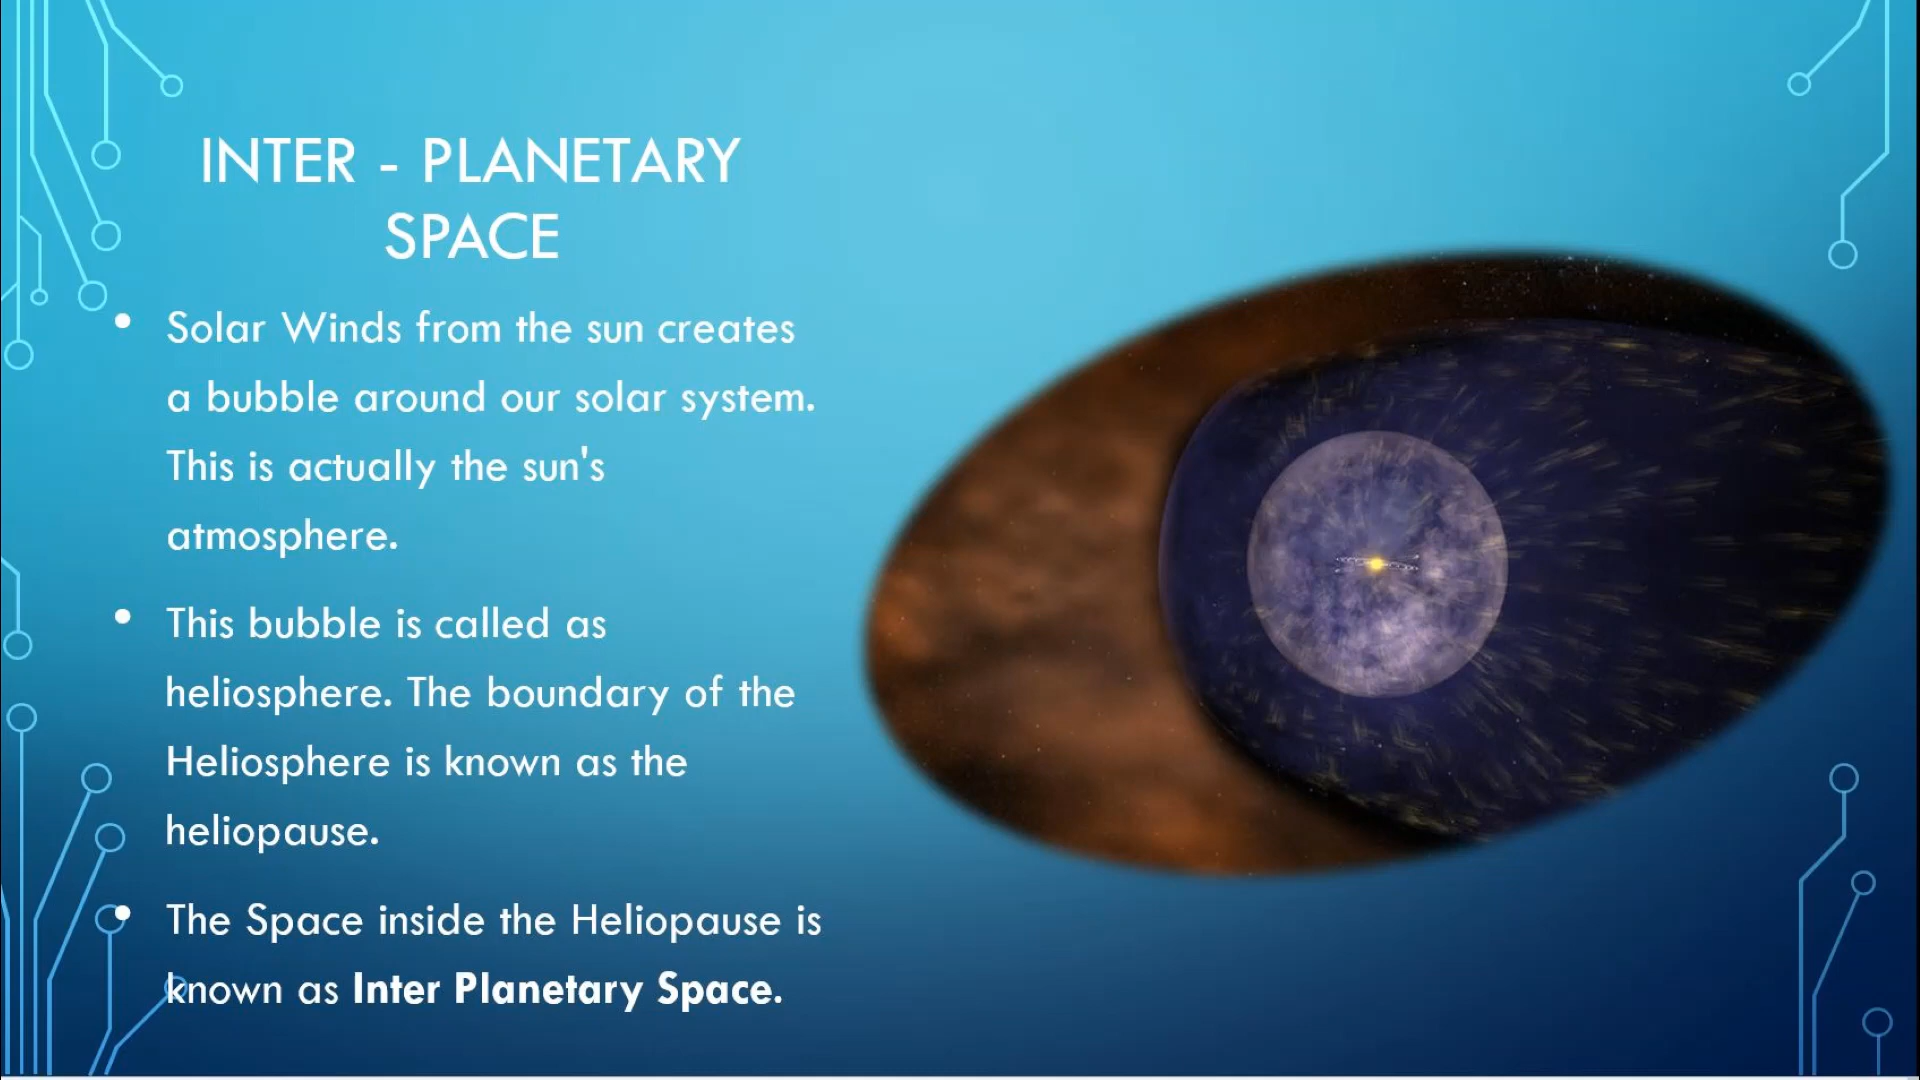 INTER - PLANETARY
SPACE
• Solar Winds from the sun creates
a bubble around our solar system.
This is actually the sun's
atmosphere.
• This bubble is called as
heliosphere. The boundary of the
Heliosphere is known as the
heliopause.
• The Space inside the Heliopause is
known as Inter Planetary Space.